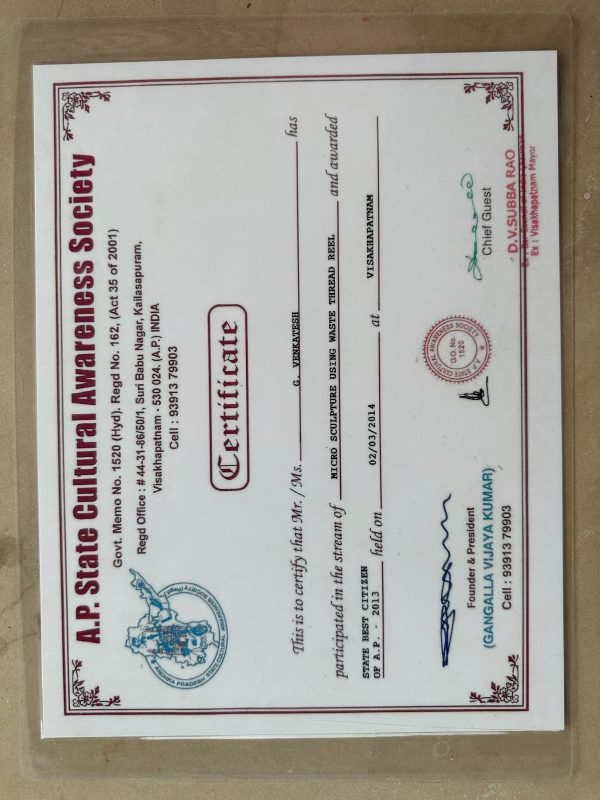 A.P. State Cultural Awareness Society
Govt. Memo No. 1520 (Hyd). Regd No. 162, (Act 35 of 2001)
Regd Office : # 44-31-86/50/1, Suri Babu Nagar, Kailasapuram,
Visakhapatnam - 530 024. (A.P.) INDIA
Cell : 93913 79903
Certificate
This is to certify that Mr. / Ms. G. VENKATESH has
participated in the stream of MICRO SCULPTURE USING WASTE THREAD REEL and awarded
STATE BEST CITIZEN
OF A.P. - 2013 held on 02/03/2014 at VISAKHAPATNAM
Founder & President
(GANGALLA VIJAYA KUMAR)
Cell : 93913 79903
A.P. STATE CULTURAL AWARENESS SOCIETY
G.O. No.
1520
Chief Guest
D.V.SUBBA RAO
Ex : Visakhapatnam Mayor